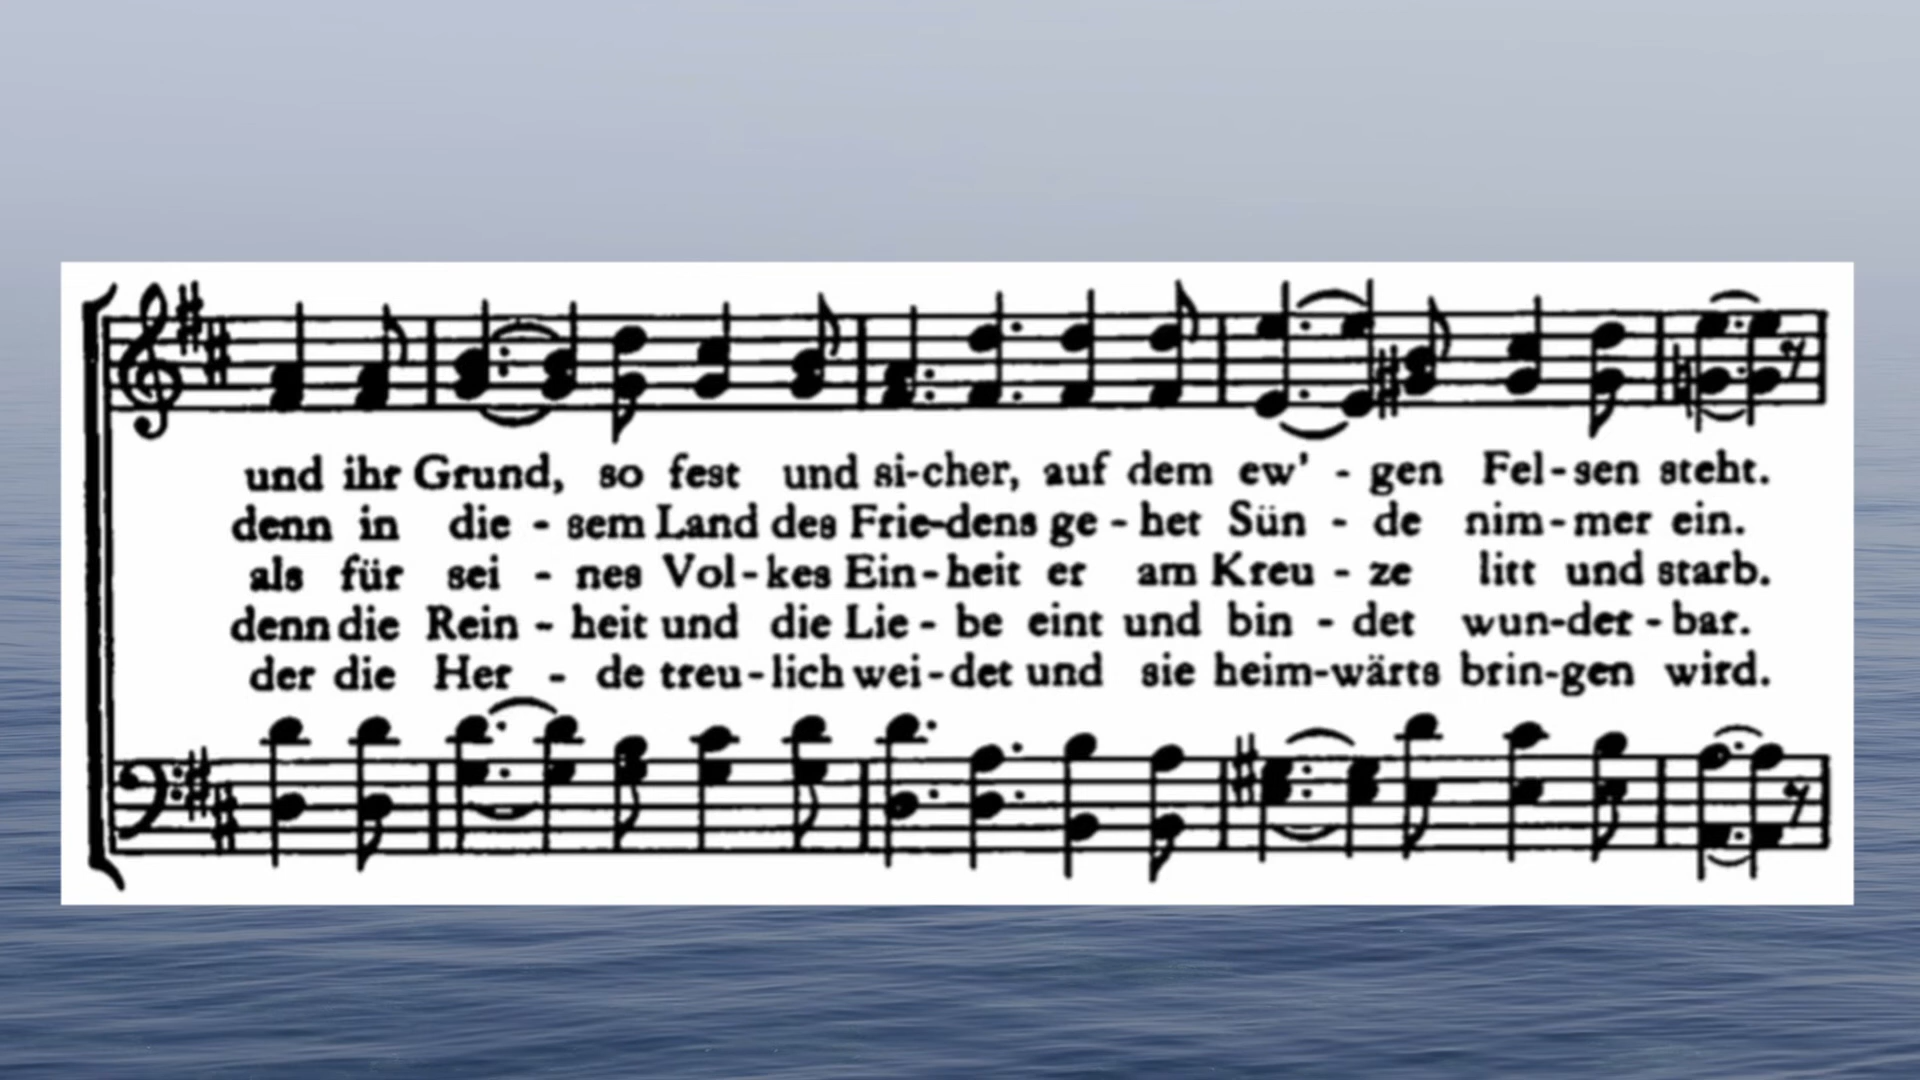 und ihr Grund, so fest und si-cher, auf dem ew' - gen Fel-sen steht.
denn in die - sem Land des Frie-dens ge - het Sün - de nim-mer ein.
als für sei - nes Vol-kes Ein-heit er am Kreu - ze litt und starb.
denn die Rein - heit und die Lie - be eint und bin - det wun-der-bar.
der die Her - de treu-lich wei-det und sie heim-wärts brin-gen wird.